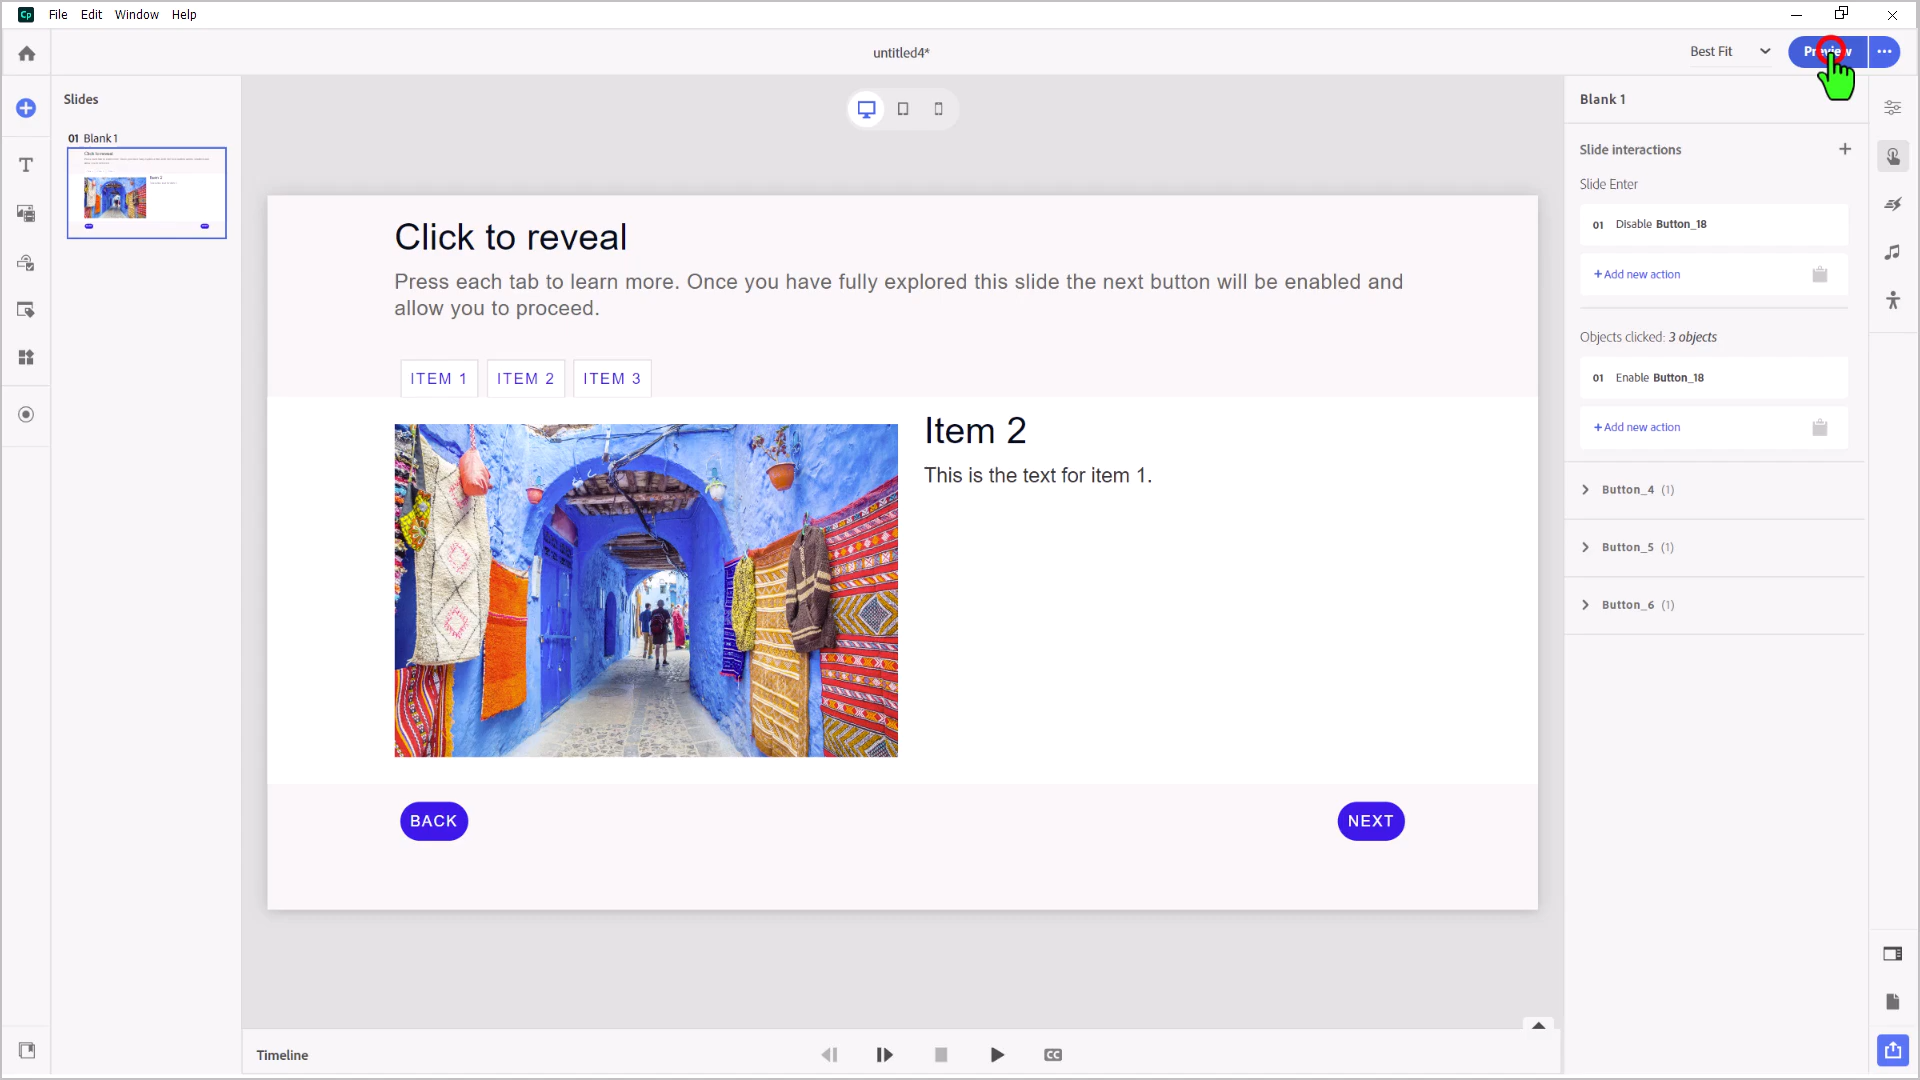 Cp File Edit Window Help
untitled4*
Best Fit
Preview
Slides
01 Blank 1
Click to reveal
Press each tab to learn more. Once you have fully explored this slide the next button will be enabled and
allow you to proceed.
ITEM 1 ITEM 2 ITEM 3
Item 2
This is the text for item 1.
BACK
NEXT
Blank 1
Slide interactions
Slide Enter
01 Disable Button_18
+ Add new action
Objects clicked: 3 objects
01 Enable Button_18
+ Add new action
Button_4 (1)
Button_5 (1)
Button_6 (1)
Timeline
CC